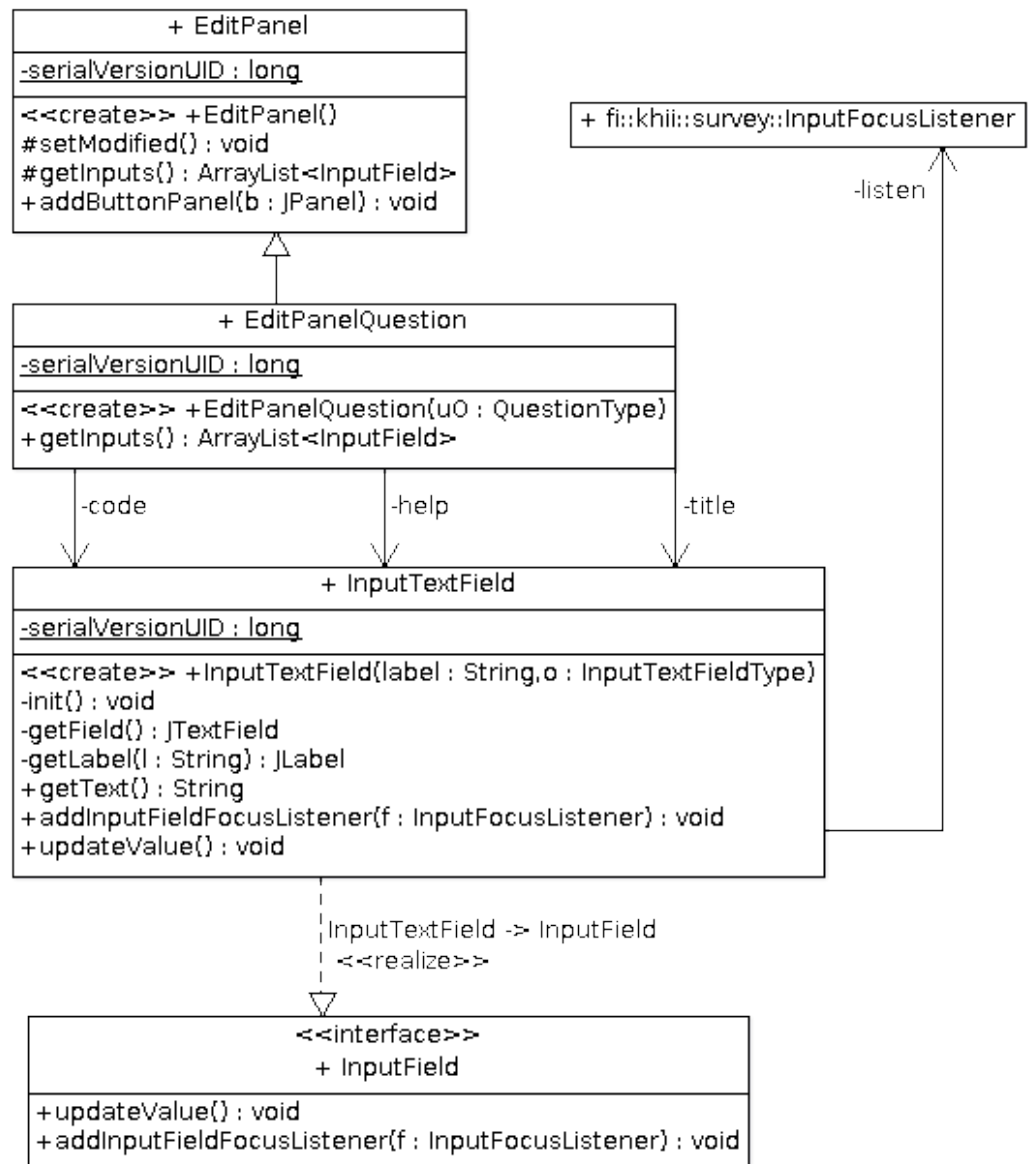 + EditPanel
-serialVersionUID : long
<<create>> +EditPanel()
#setModified() : void
#getInputs() : ArrayList<InputField>
+addButtonPanel(b : JPanel) : void
+ fi::khii::survey::InputFocusListener
-listen
+ EditPanelQuestion
-serialVersionUID : long
<<create>> +EditPanelQuestion(uO : QuestionType)
+getInputs() : ArrayList<InputField>
-code
-help
-title
+ InputTextField
-serialVersionUID : long
<<create>> +InputTextField(label : String,o : InputTextFieldType)
-init() : void
-getField() : JTextField
-getLabel(l : String) : JLabel
+getText() : String
+addInputFieldFocusListener(f : InputFocusListener) : void
+updateValue() : void
InputTextField -> InputField
<<realize>>
<<interface>>
+ InputField
+updateValue() : void
+addInputFieldFocusListener(f : InputFocusListener) : void